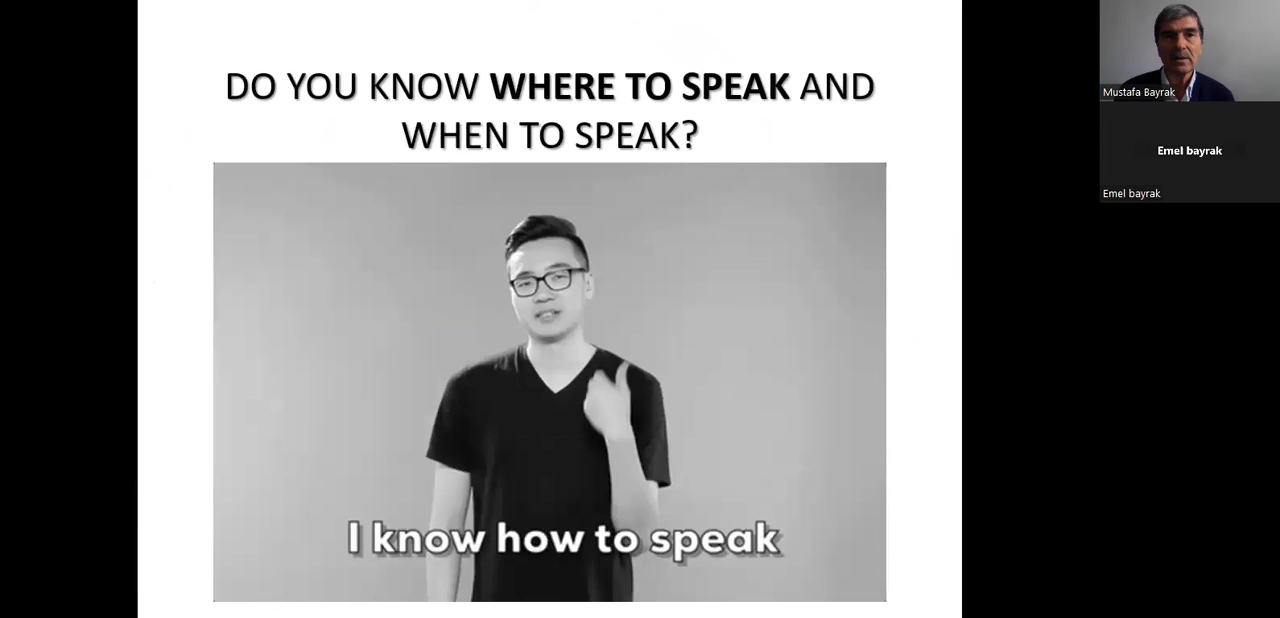 DO YOU KNOW WHERE TO SPEAK AND
WHEN TO SPEAK?
I know how to speak
Mustafa Bayrak
Emel bayrak
Emel bayrak